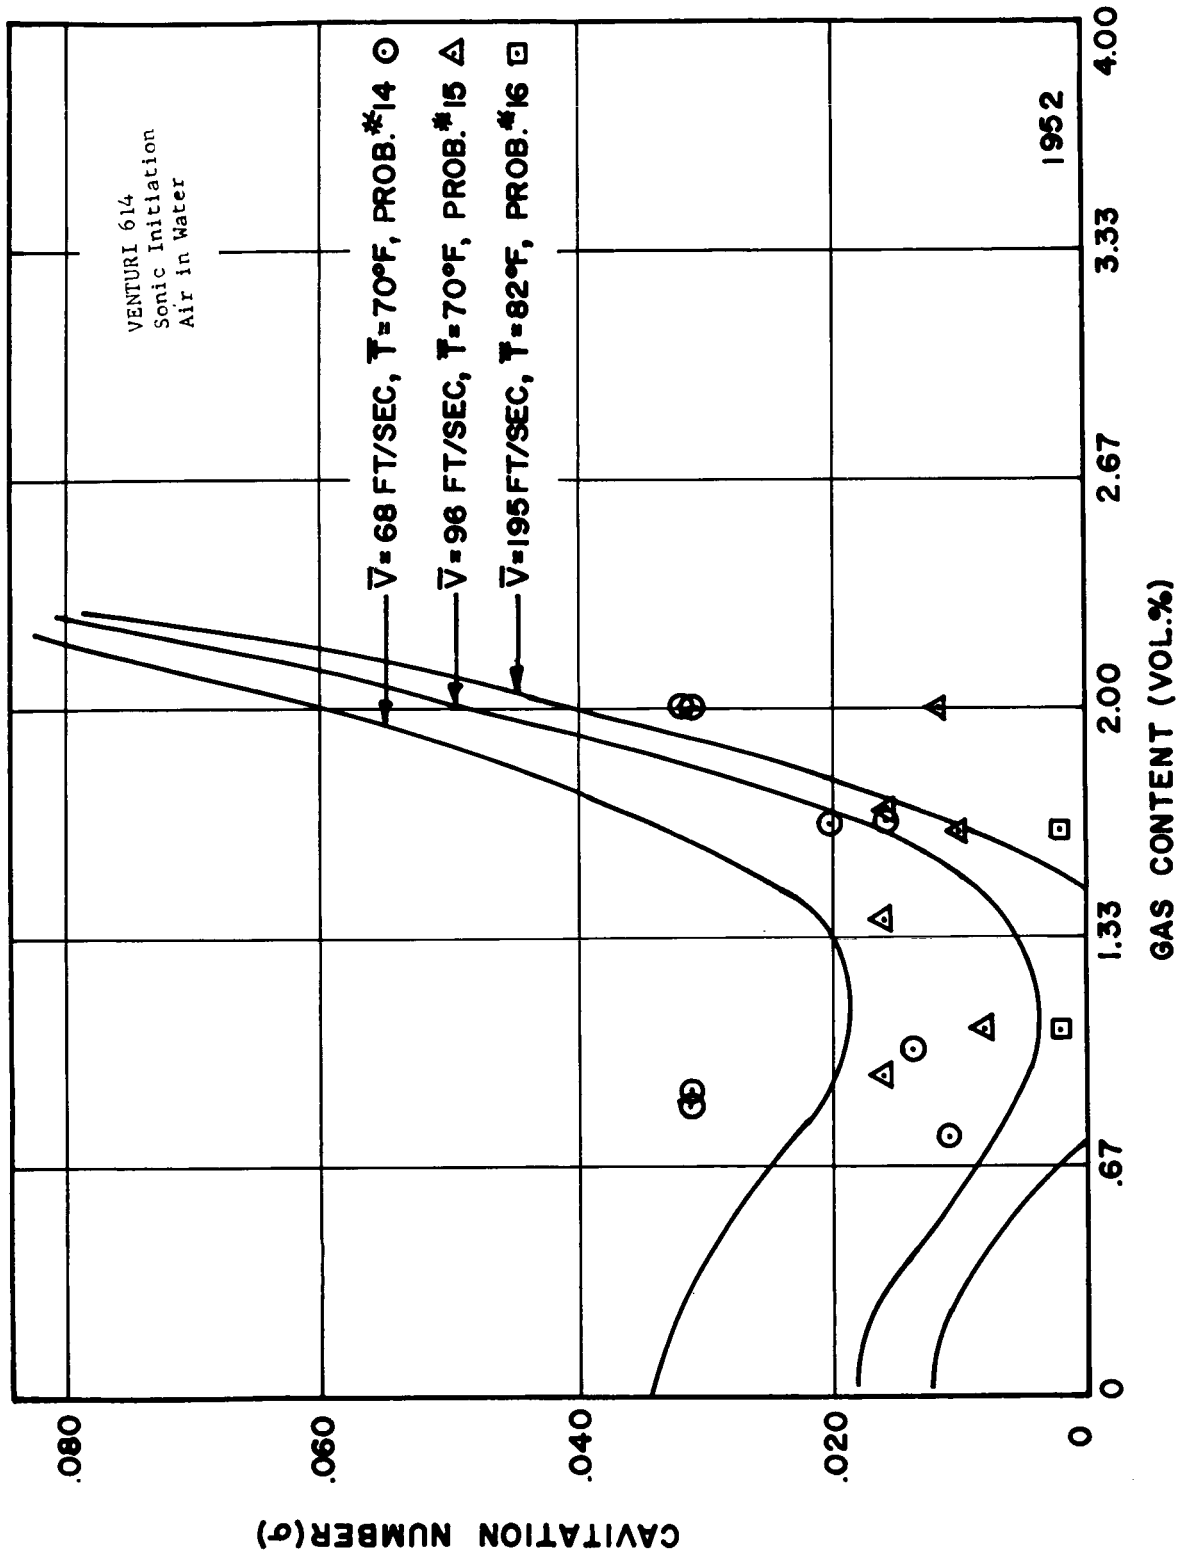 VENTURI 614
Sonic Initiation
Air in Water
V̅=68 FT/SEC, T̅=70°F, PROB.#14
V̅=96 FT/SEC, T̅=70°F, PROB.#15
V̅=195 FT/SEC, T̅=82°F, PROB.#16
1952
.080
.060
.040
.020
0
CAVITATION NUMBER(σ)
0
.67
1.33
2.00
2.67
3.33
4.00
GAS CONTENT (VOL.%)